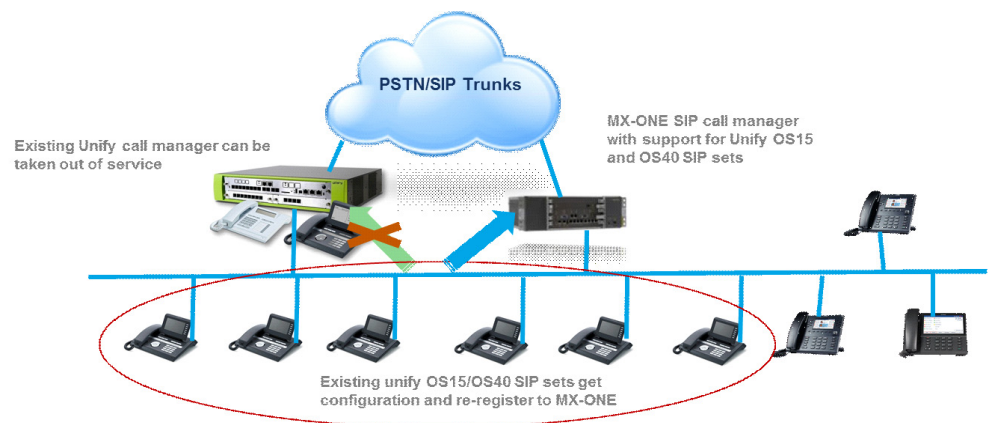 PSTN/SIP Trunks
Existing Unify call manager can be
taken out of service
MX-ONE SIP call manager
with support for Unify OS15
and OS40 SIP sets
Existing unify OS15/OS40 SIP sets get
configuration and re-register to MX-ONE